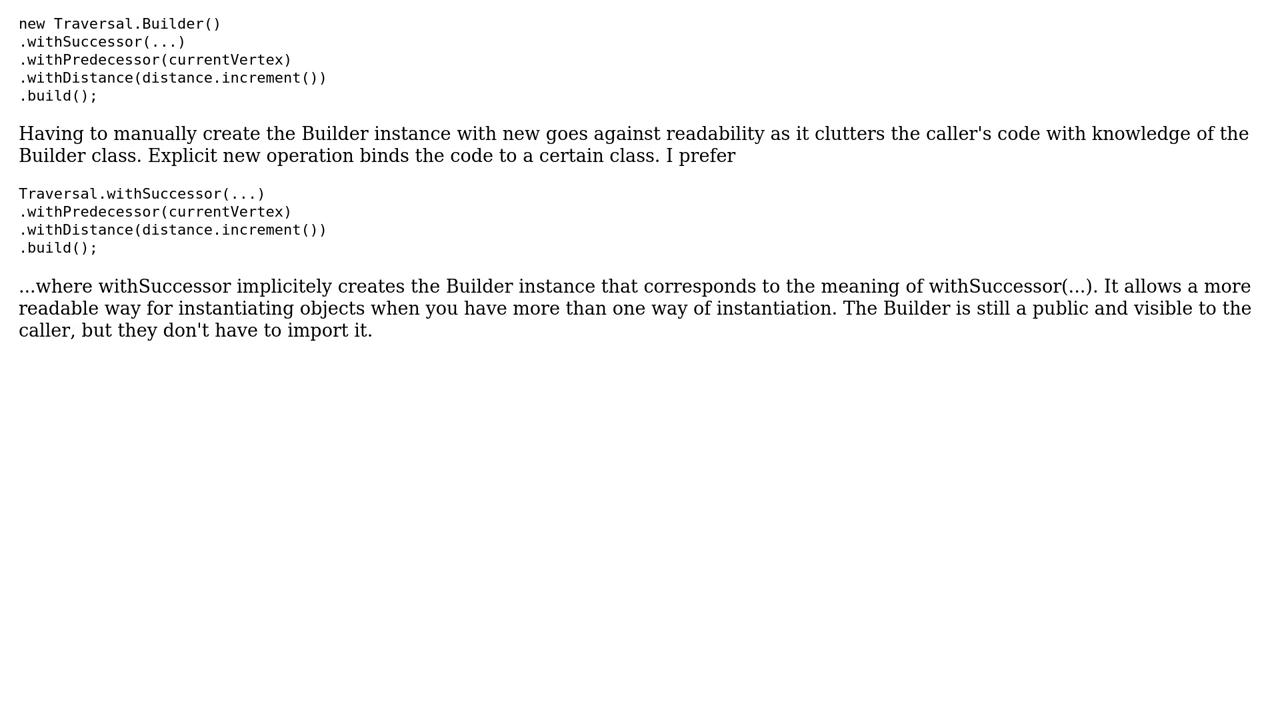 new Traversal.Builder()
.withSuccessor(...)
.withPredecessor(currentVertex)
.withDistance(distance.increment())
.build();
Having to manually create the Builder instance with new goes against readability as it clutters the caller's code with knowledge of the
Builder class. Explicit new operation binds the code to a certain class. I prefer
Traversal.withSuccessor(...)
.withPredecessor(currentVertex)
.withDistance(distance.increment())
.build();
...where withSuccessor implicitely creates the Builder instance that corresponds to the meaning of withSuccessor(...). It allows a more
readable way for instantiating objects when you have more than one way of instantiation. The Builder is still a public and visible to the
caller, but they don't have to import it.